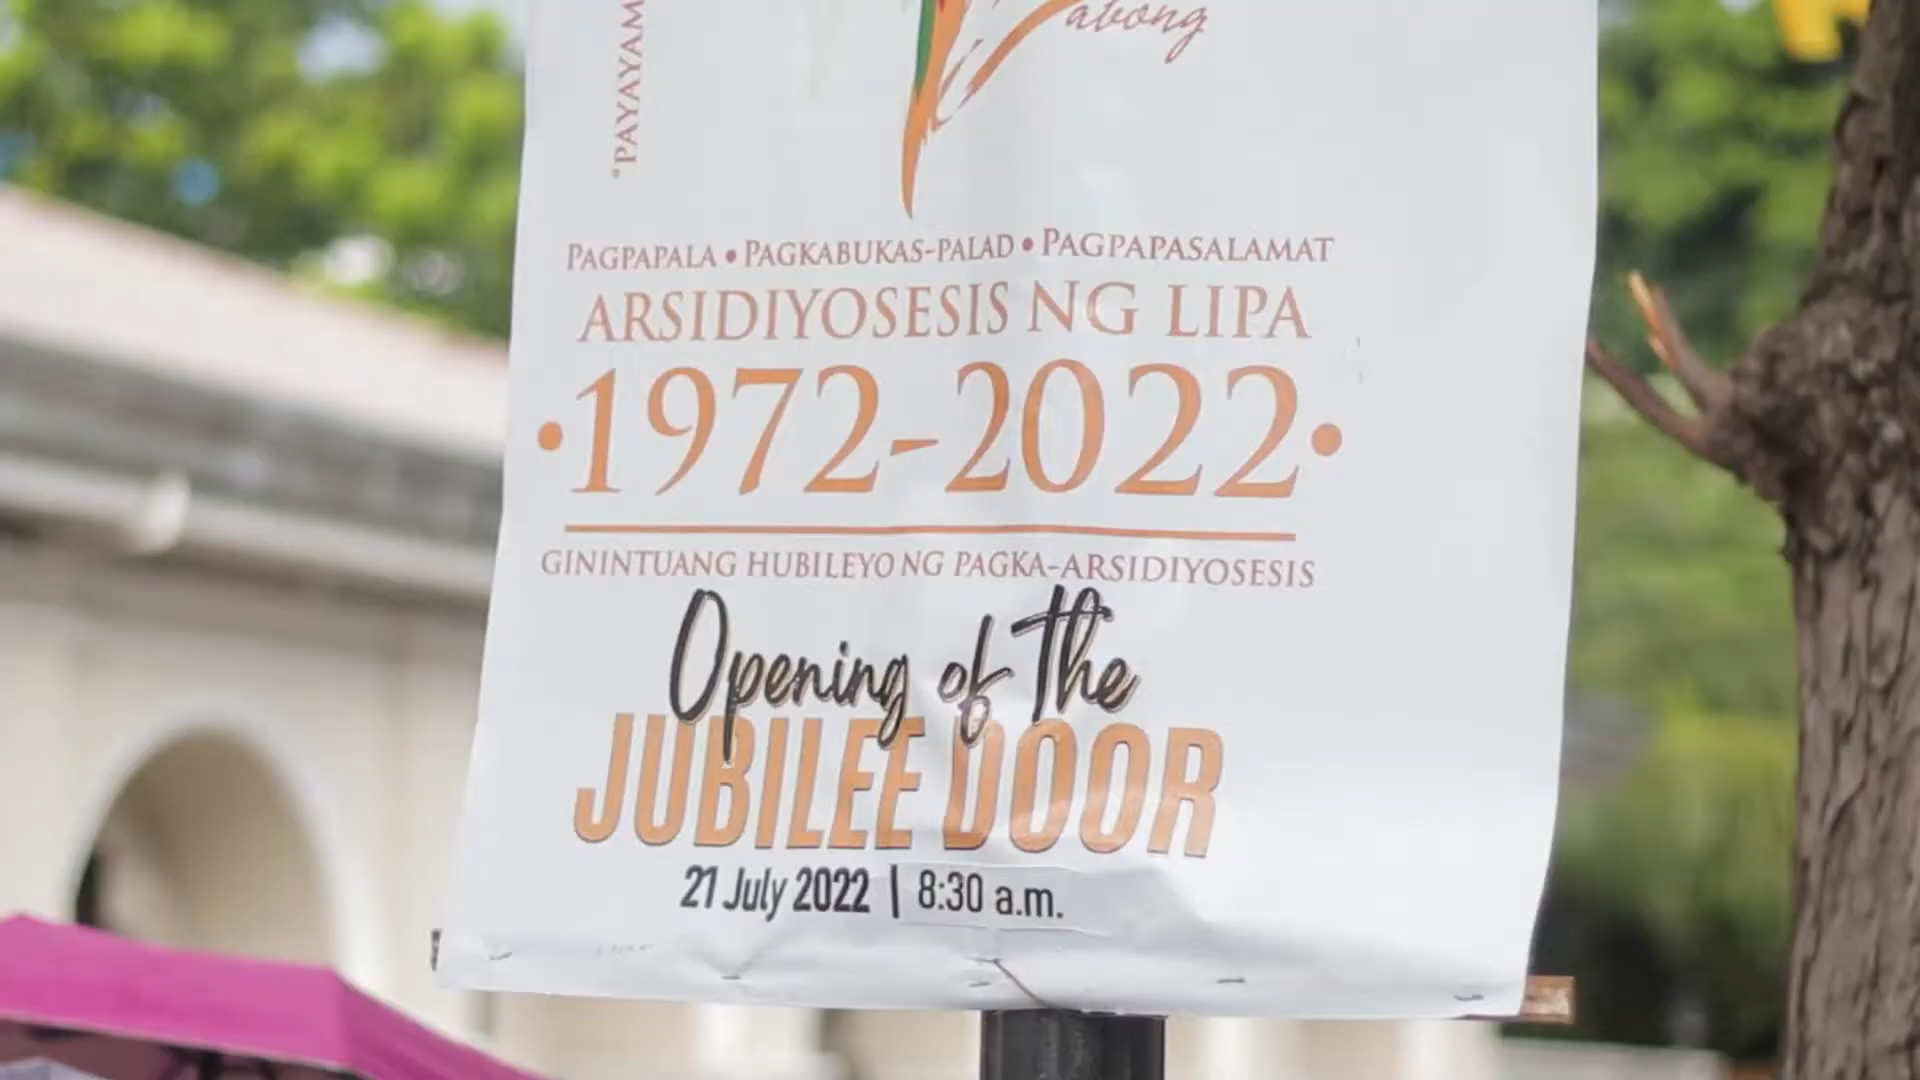 abong
"PAYAYAM
PAGPAPALA • PAGKABUKAS-PALAD • PAGPAPASALAMAT
ARSIDIYOSESIS NG LIPA
•1972-2022•
GININTUANG HUBILEYO NG PAGKA-ARSIDIYOSESIS
Opening of the
JUBILEE DOOR
21 July 2022 | 8:30 a.m.